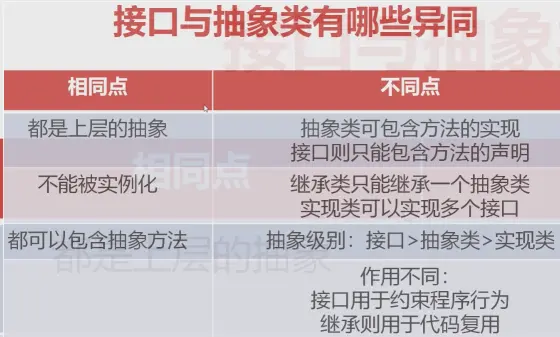 接口与抽象类有哪些异同
相同点
不同点
都是上层的抽象
抽象类可包含方法的实现
接口则只能包含方法的声明
不能被实例化
继承类只能继承一个抽象类
实现类可以实现多个接口
都可以包含抽象方法
抽象级别：接口>抽象类>实现类
作用不同：
接口用于约束程序行为
继承则用于代码复用
接口与抽象
相同点
都是上层的抽象